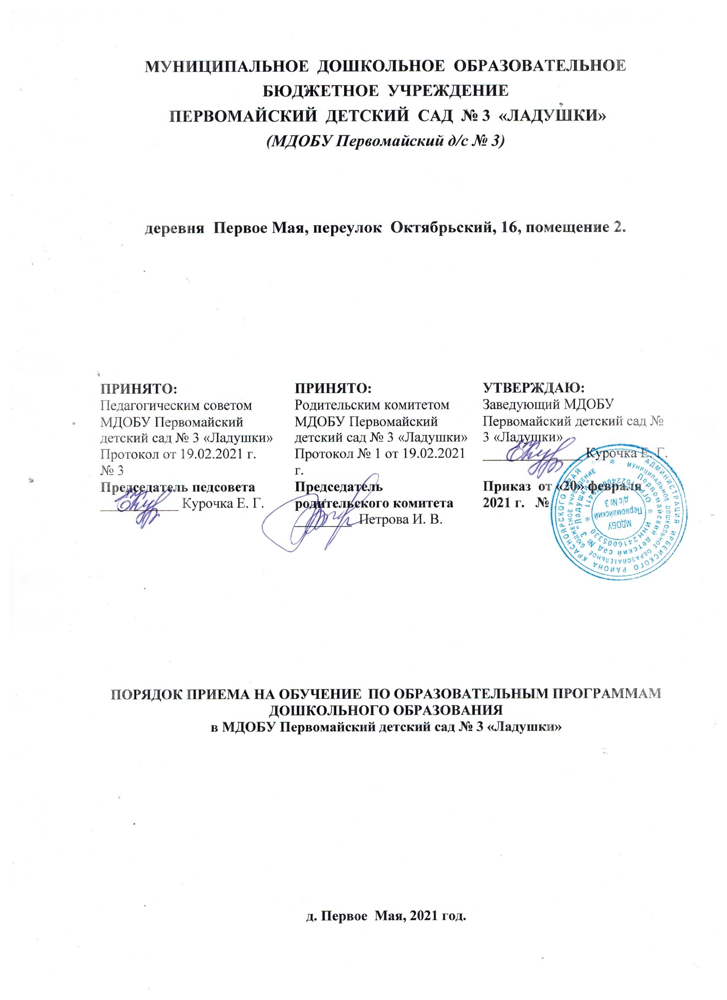 МУНИЦИПАЛЬНОЕ ДОШКОЛЬНОЕ ОБРАЗОВАТЕЛЬНОЕ
БЮДЖЕТНОЕ УЧРЕЖДЕНИЕ
ПЕРВОМАЙСКИЙ ДЕТСКИЙ САД № 3 «ЛАДУШКИ»
(МДОБУ Первомайский д/с № 3)
деревня Первое Мая, переулок Октябрьский, 16, помещение 2.
ПРИНЯТО:
Педагогическим советом
МДОБУ Первомайский
детский сад № 3 «Ладушки»
Протокол от 19.02.2021 г.
№ 3
Председатель педсовета
____________ Курочка Е. Г.
ПРИНЯТО:
Родительским комитетом
МДОБУ Первомайский
детский сад № 3 «Ладушки»
Протокол № 1 от 19.02.2021
г.
Председатель
родительского комитета
_________ Петрова И. В.
УТВЕРЖДАЮ:
Заведующий МДОБУ
Первомайский детский сад №
3 «Ладушки»
_______________ Курочка Е. Г.
Приказ от «20» февраля
2021 г. №
АДМИНИСТРАЦИЯ ИРБЕЙСКОГО РАЙОНА КРАСНОЯРСКОГО КРАЯ
МУНИЦИПАЛЬНОЕ ДОШКОЛЬНОЕ ОБРАЗОВАТЕЛЬНОЕ БЮДЖЕТНОЕ УЧРЕЖДЕНИЕ
Первомайский детский сад № 3 "Ладушки"
ИНН 2416005330
МДОБУ
Первомайский
д/с № 3
ПОРЯДОК ПРИЕМА НА ОБУЧЕНИЕ ПО ОБРАЗОВАТЕЛЬНЫМ ПРОГРАММАМ
ДОШКОЛЬНОГО ОБРАЗОВАНИЯ
в МДОБУ Первомайский детский сад № 3 «Ладушки»
д. Первое Мая, 2021 год.